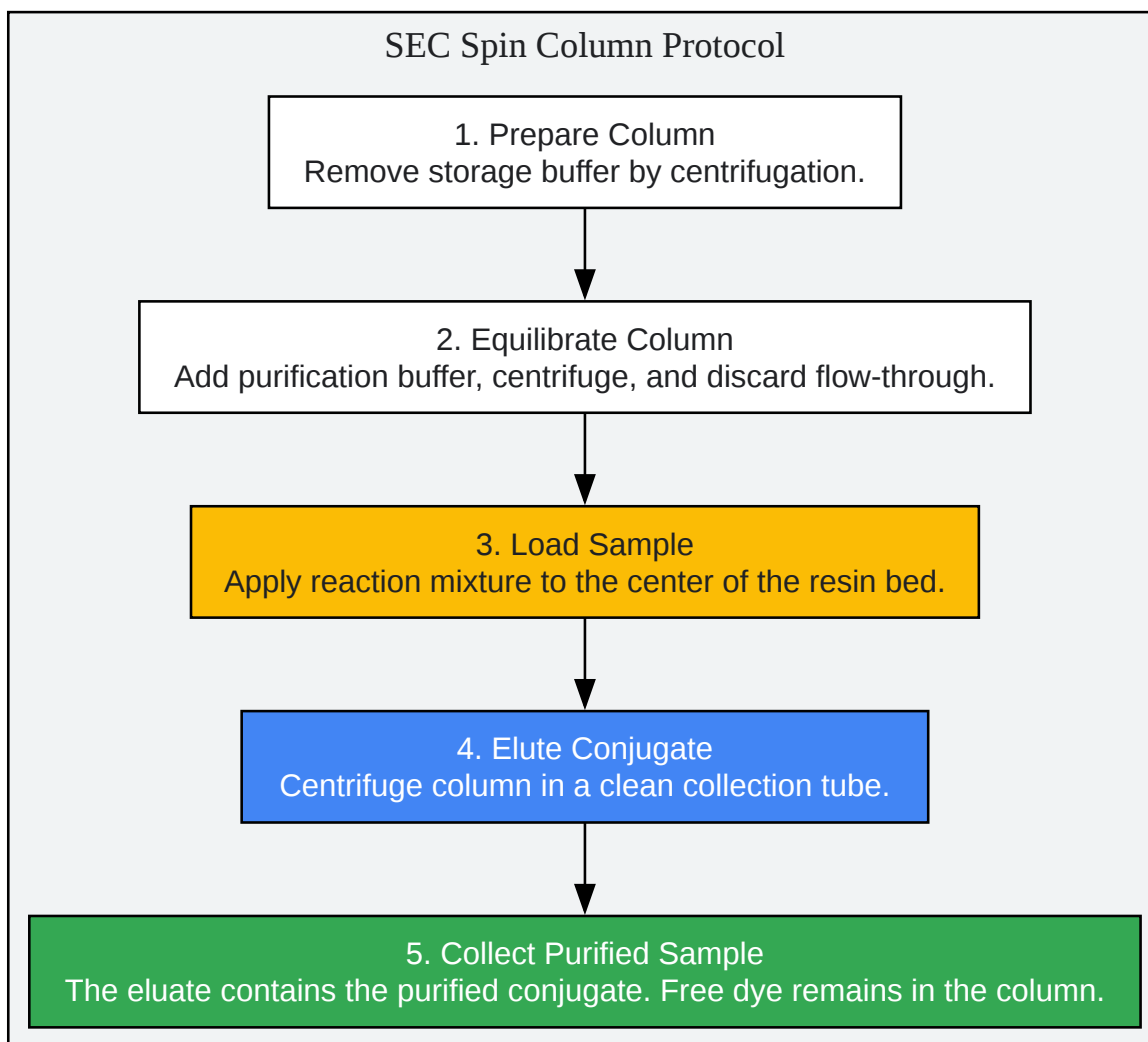 SEC Spin Column Protocol
1. Prepare Column
Remove storage buffer by centrifugation.
2. Equilibrate Column
Add purification buffer, centrifuge, and discard flow-through.
3. Load Sample
Apply reaction mixture to the center of the resin bed.
4. Elute Conjugate
Centrifuge column in a clean collection tube.
5. Collect Purified Sample
The eluate contains the purified conjugate. Free dye remains in the column.